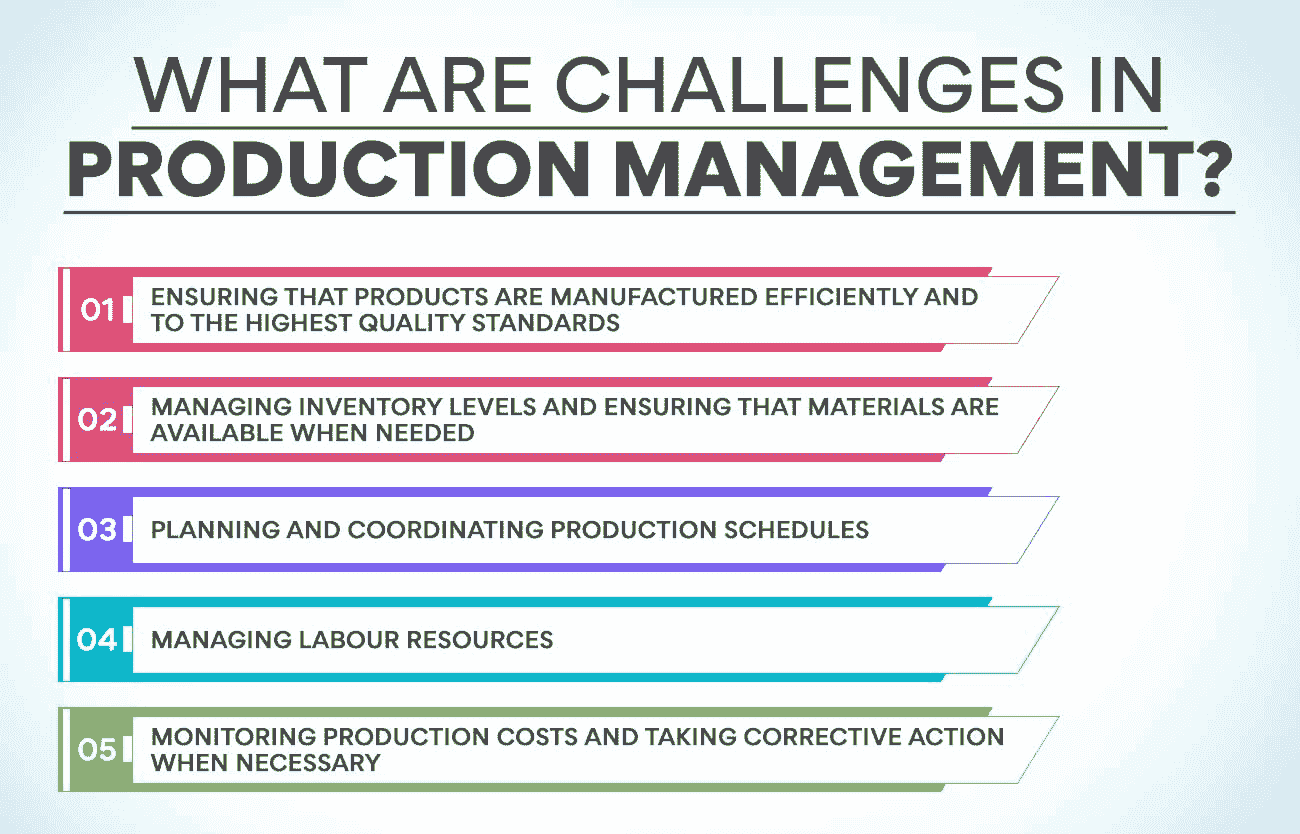 WHAT ARE CHALLENGES IN
PRODUCTION MANAGEMENT?
01
ENSURING THAT PRODUCTS ARE MANUFACTURED EFFICIENTLY AND
TO THE HIGHEST QUALITY STANDARDS
02
MANAGING INVENTORY LEVELS AND ENSURING THAT MATERIALS ARE
AVAILABLE WHEN NEEDED
03
PLANNING AND COORDINATING PRODUCTION SCHEDULES
04
MANAGING LABOUR RESOURCES
05
MONITORING PRODUCTION COSTS AND TAKING CORRECTIVE ACTION
WHEN NECESSARY